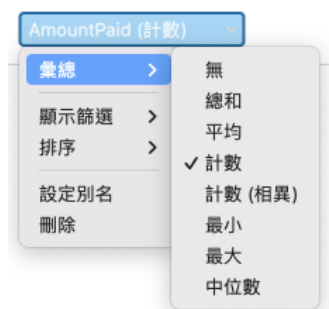 AmountPaid (計數)
彙總
顯示篩選
排序
設定別名
刪除
無
總和
平均
計數
計數 (相異)
最小
最大
中位數